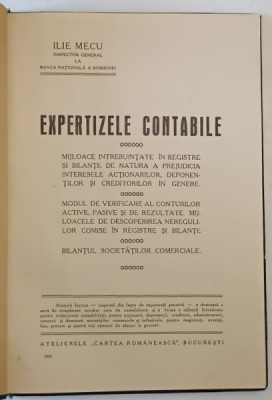 ILIE MECU
INSPECTOR GENERAL
LA
BANCA NAȚIONALĂ A ROMÂNIEI
EXPERTIZELE CONTABILE
MIJLOACE INTREBUINȚATE ÎN REGISTRE
ȘI BILANȚE DE NATURA A PREJUDICIA
INTERESELE ACȚIONARILOR, DEPONEN-
ȚILOR ȘI CREDITORILOR ÎN GENERE.
MODUL DE VERIFICARE AL CONTURILOR
ACTIVE, PASIVE ȘI DE REZULTATE. MIJ-
LOACELE DE DESCOPERIREA NEREGULI-
LOR COMISE ÎN REGISTRE ȘI BILANȚE.
BILANȚUL SOCIETĂȚILOR COMERCIALE.
ATELIERELE „CARTEA ROMÂNEASCĂ", BUCUREȘTI